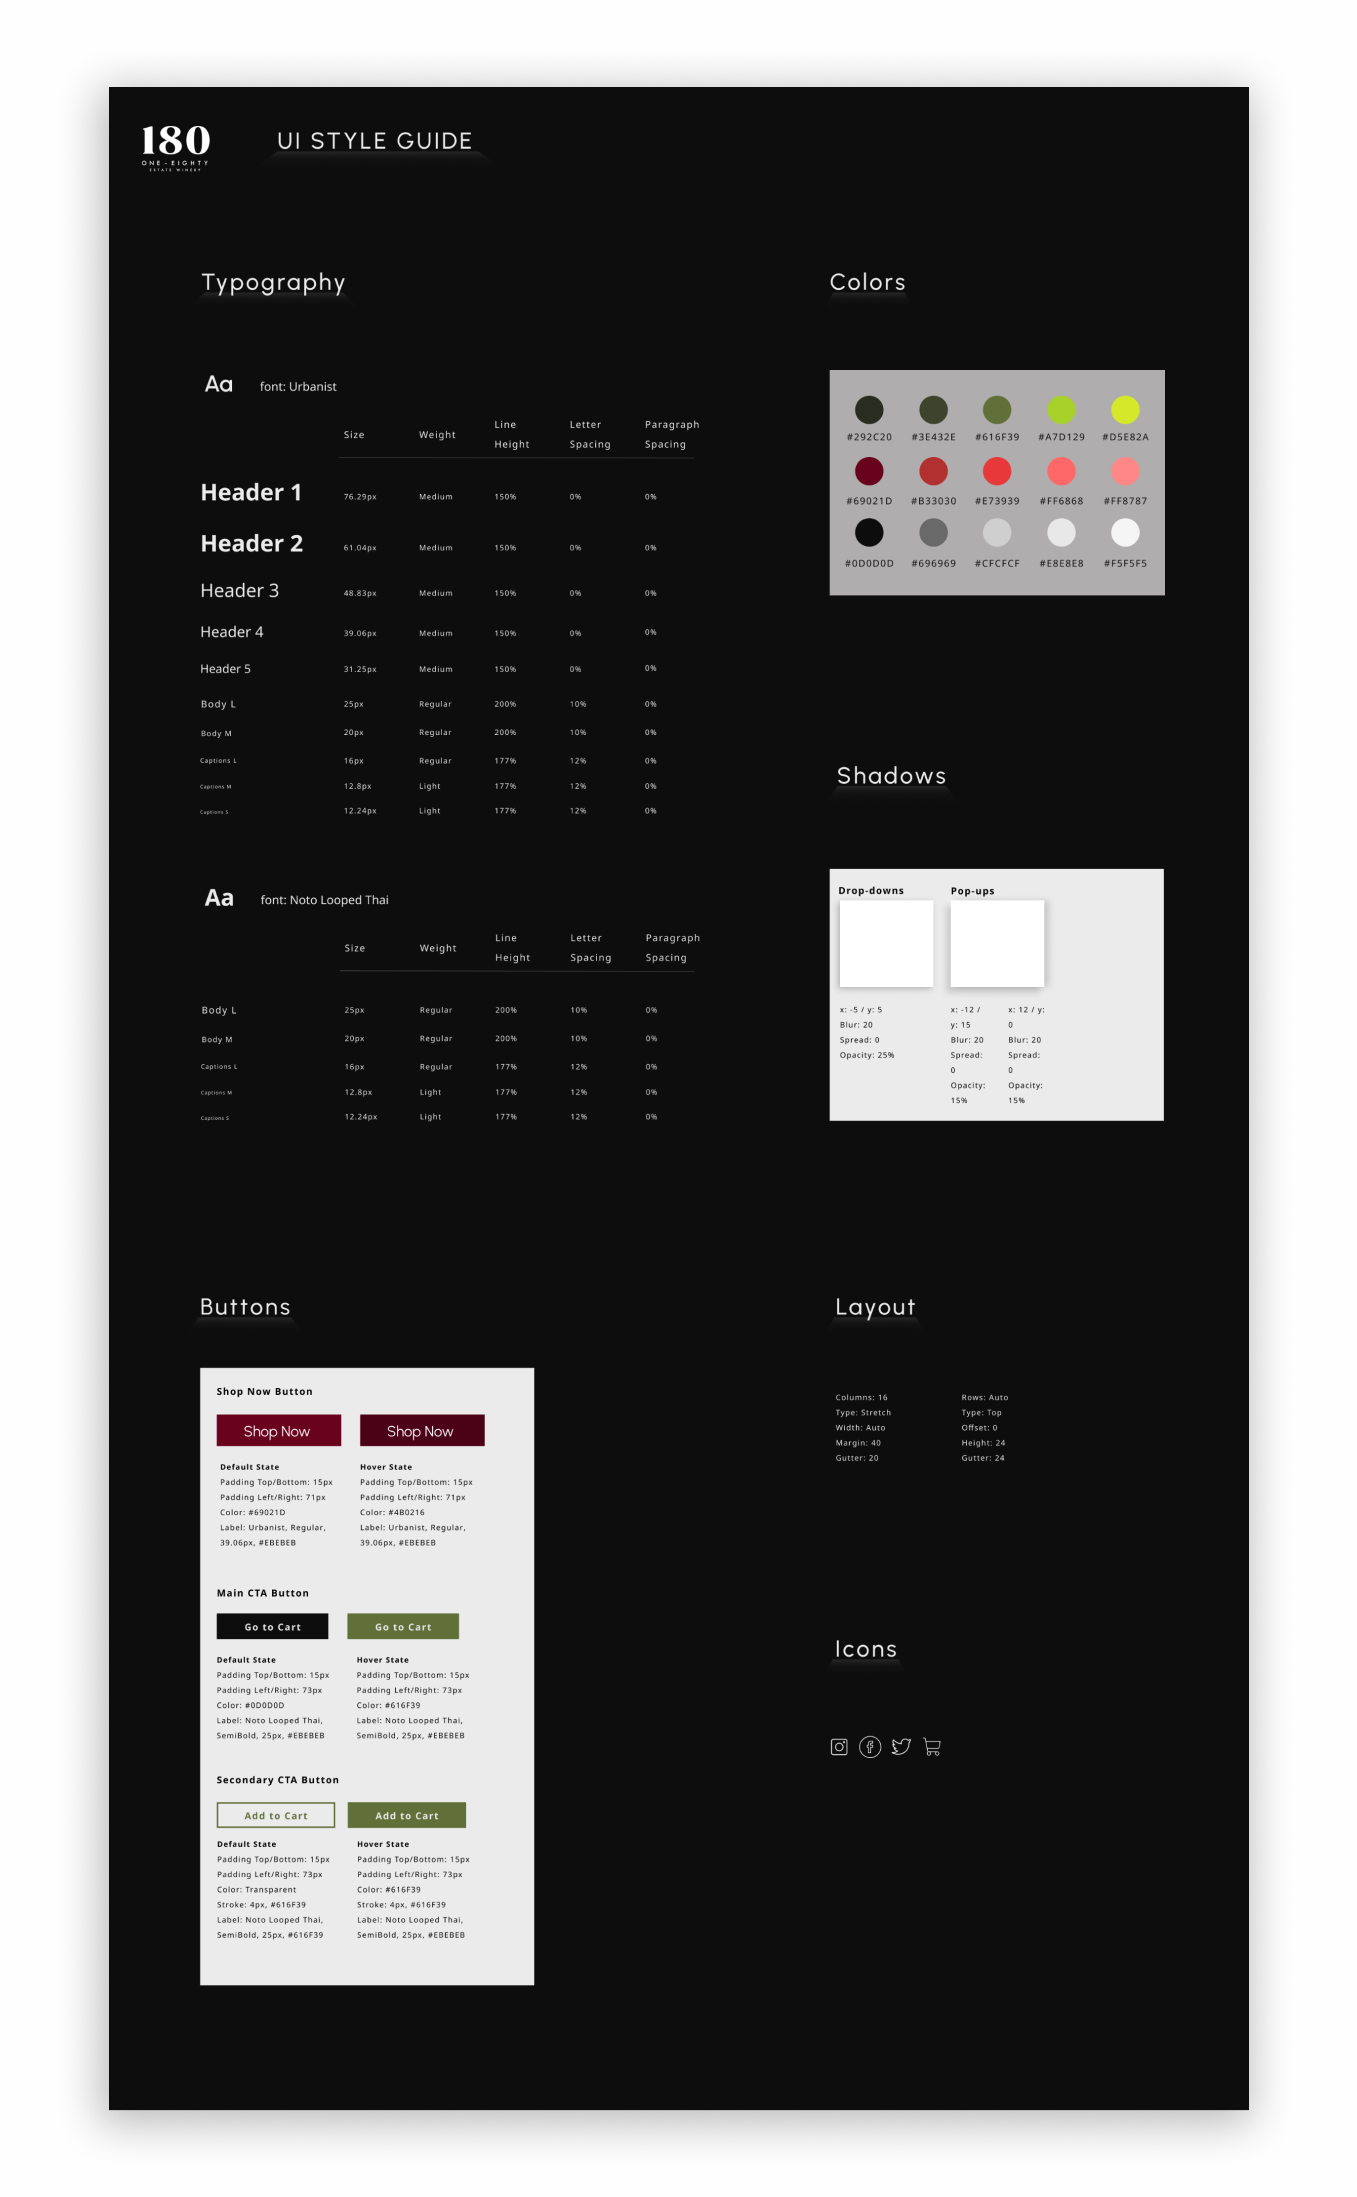 180
ONE-EIGHTY
ESTATE WINERY
UI STYLE GUIDE
Typography
Aa font: Urbanist
Size Weight Line Height Letter Spacing Paragraph Spacing
Header 1 76.29px Medium 150% 0% 0%
Header 2 61.04px Medium 150% 0% 0%
Header 3 48.83px Medium 150% 0% 0%
Header 4 39.06px Medium 150% 0% 0%
Header 5 31.25px Medium 150% 0% 0%
Body L 25px Regular 200% 10% 0%
Body M 20px Regular 200% 10% 0%
Captions L 16px Regular 177% 12% 0%
Captions M 12.8px Light 177% 12% 0%
Captions S 12.24px Light 177% 12% 0%
Aa font: Noto Looped Thai
Size Weight Line Height Letter Spacing Paragraph Spacing
Body L 25px Regular 200% 10% 0%
Body M 20px Regular 200% 10% 0%
Captions L 16px Regular 177% 12% 0%
Captions M 12.8px Light 177% 12% 0%
Captions S 12.24px Light 177% 12% 0%
Colors
#292C20 #3E432E #616F39 #A7D129 #D5E82A
#69021D #B33030 #E73939 #FF6868 #FF8787
#0D0D0D #696969 #CFCFCF #E8E8E8 #F5F5F5
Shadows
Drop-downs
x: -5 / y: 5
Blur: 20
Spread: 0
Opacity: 25%
Pop-ups
x: -12 /
y: 15
Blur: 20
Spread:
0
Opacity:
15%
x: 12 / y:
0
Blur: 20
Spread:
0
Opacity:
15%
Buttons
Shop Now Button
Shop Now
Default State
Padding Top/Bottom: 15px
Padding Left/Right: 71px
Color: #69021D
Label: Urbanist, Regular,
39.06px, #EBEBEB
Shop Now
Hover State
Padding Top/Bottom: 15px
Padding Left/Right: 71px
Color: #4B0216
Label: Urbanist, Regular,
39.06px, #EBEBEB
Main CTA Button
Go to Cart
Default State
Padding Top/Bottom: 15px
Padding Left/Right: 73px
Color: #0D0D0D
Label: Noto Looped Thai,
SemiBold, 25px, #EBEBEB
Go to Cart
Hover State
Padding Top/Bottom: 15px
Padding Left/Right: 73px
Color: #616F39
Label: Noto Looped Thai,
SemiBold, 25px, #EBEBEB
Secondary CTA Button
Add to Cart
Default State
Padding Top/Bottom: 15px
Padding Left/Right: 73px
Color: Transparent
Stroke: 4px, #616F39
Label: Noto Looped Thai,
SemiBold, 25px, #616F39
Add to Cart
Hover State
Padding Top/Bottom: 15px
Padding Left/Right: 73px
Color: #616F39
Stroke: 4px, #616F39
Label: Noto Looped Thai,
SemiBold, 25px, #EBEBEB
Layout
Columns: 16
Type: Stretch
Width: Auto
Margin: 40
Gutter: 20
Rows: Auto
Type: Top
Offset: 0
Height: 24
Gutter: 24
Icons